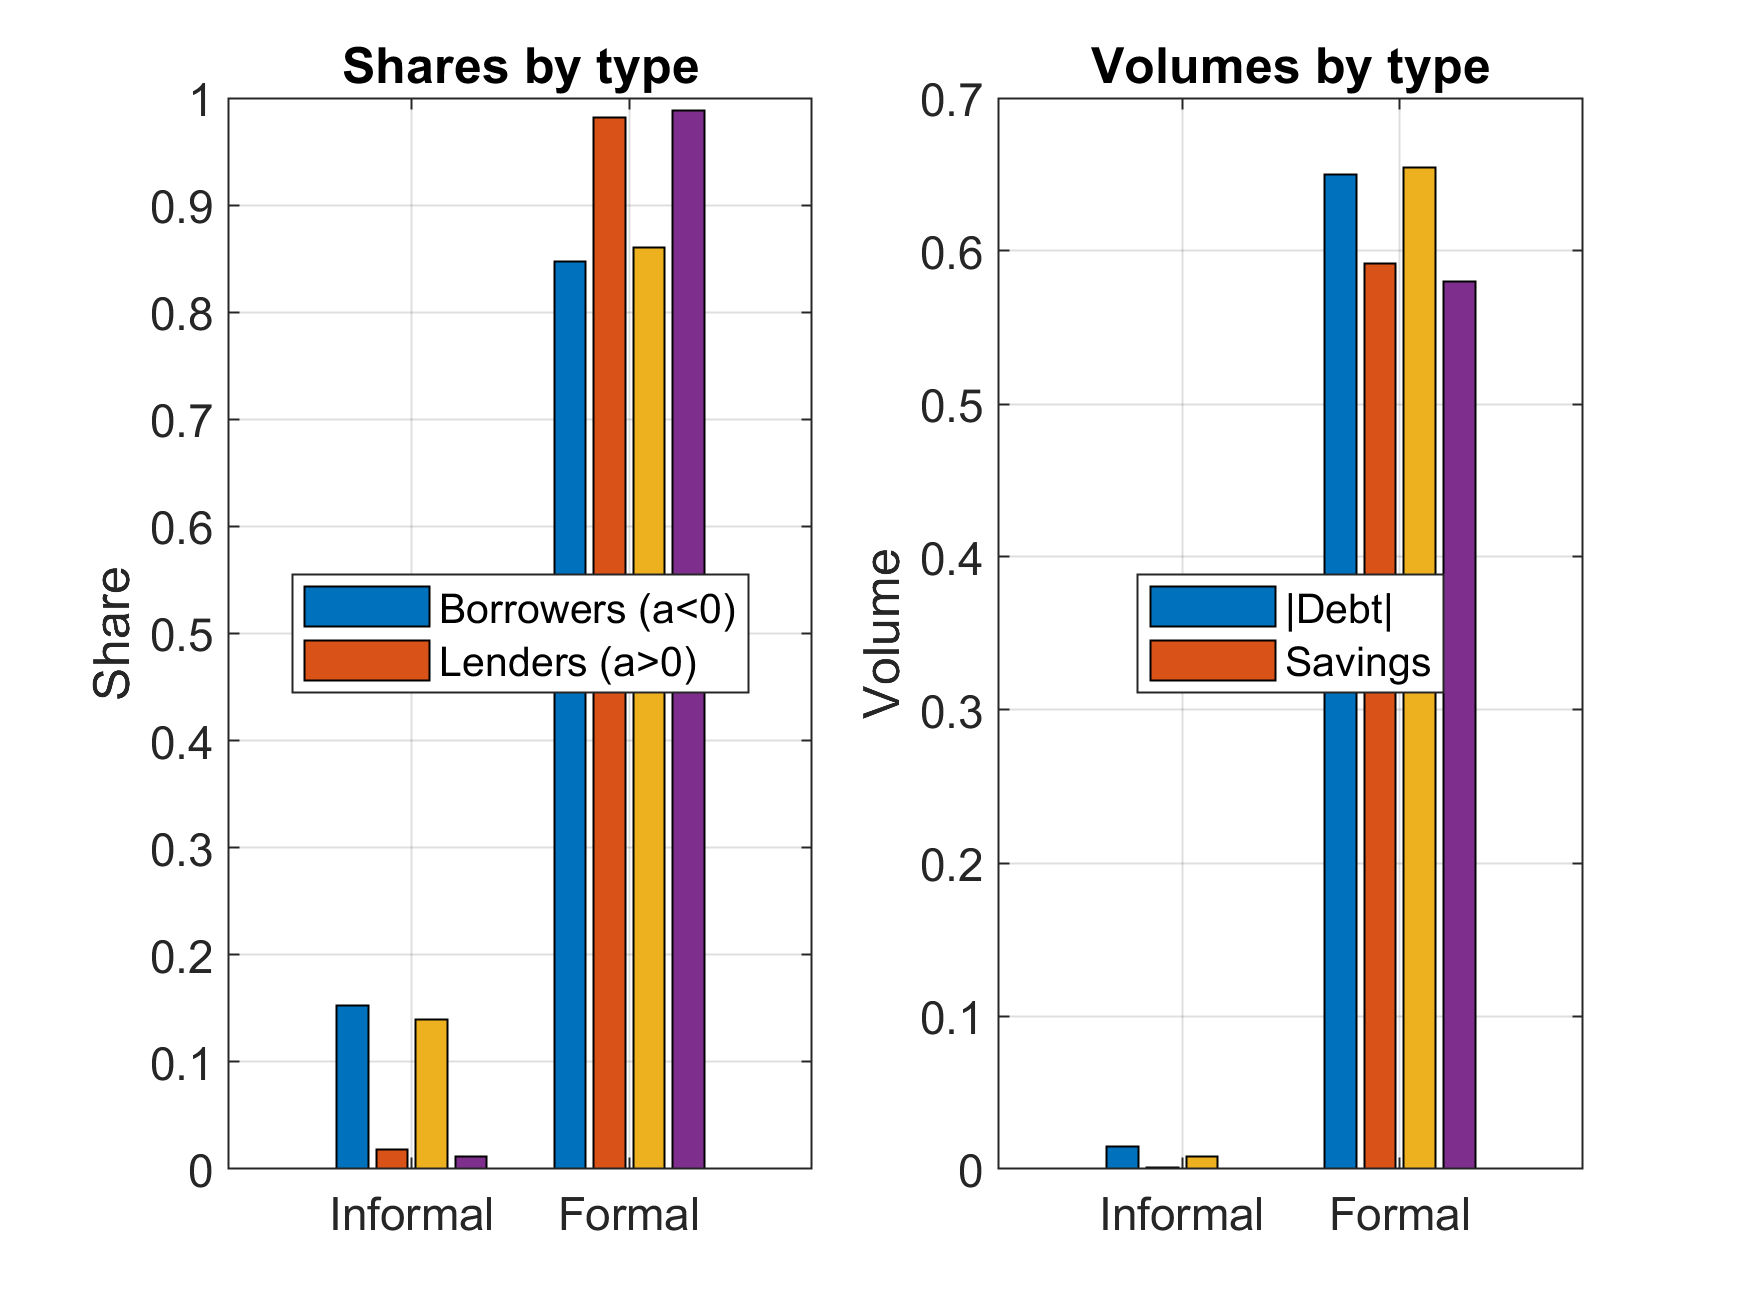 Shares by type
1
0.9
0.8
0.7
0.6
0.5
0.4
0.3
0.2
0.1
0
Share
Borrowers (a<0)
Lenders (a>0)
Informal Formal
Volumes by type
0.7
0.6
0.5
0.4
0.3
0.2
0.1
0
Volume
|Debt|
Savings
Informal Formal